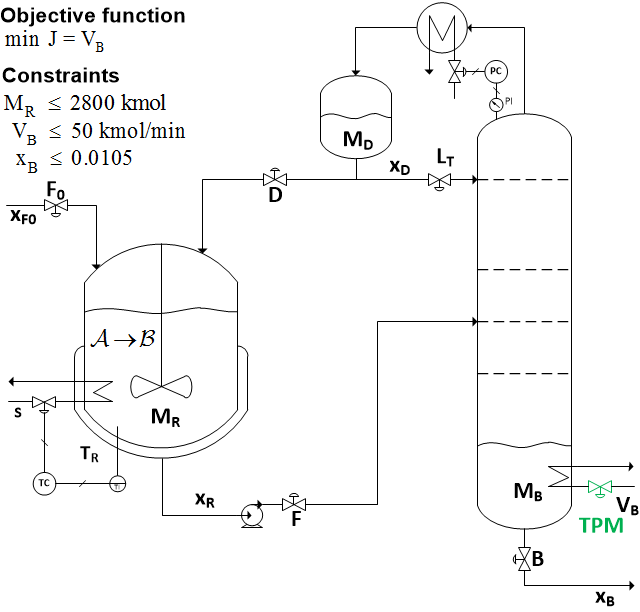 Objective function
min J = V_B
Constraints
M_R ≤ 2800 kmol
V_B ≤ 50 kmol/min
x_B ≤ 0.0105
PC
PI
M_D
x_D
L_T
D
F_0
x_F0
A → B
M_R
s
T_R
TC
TI
x_R
F
M_B
V_B
TPM
B
x_B